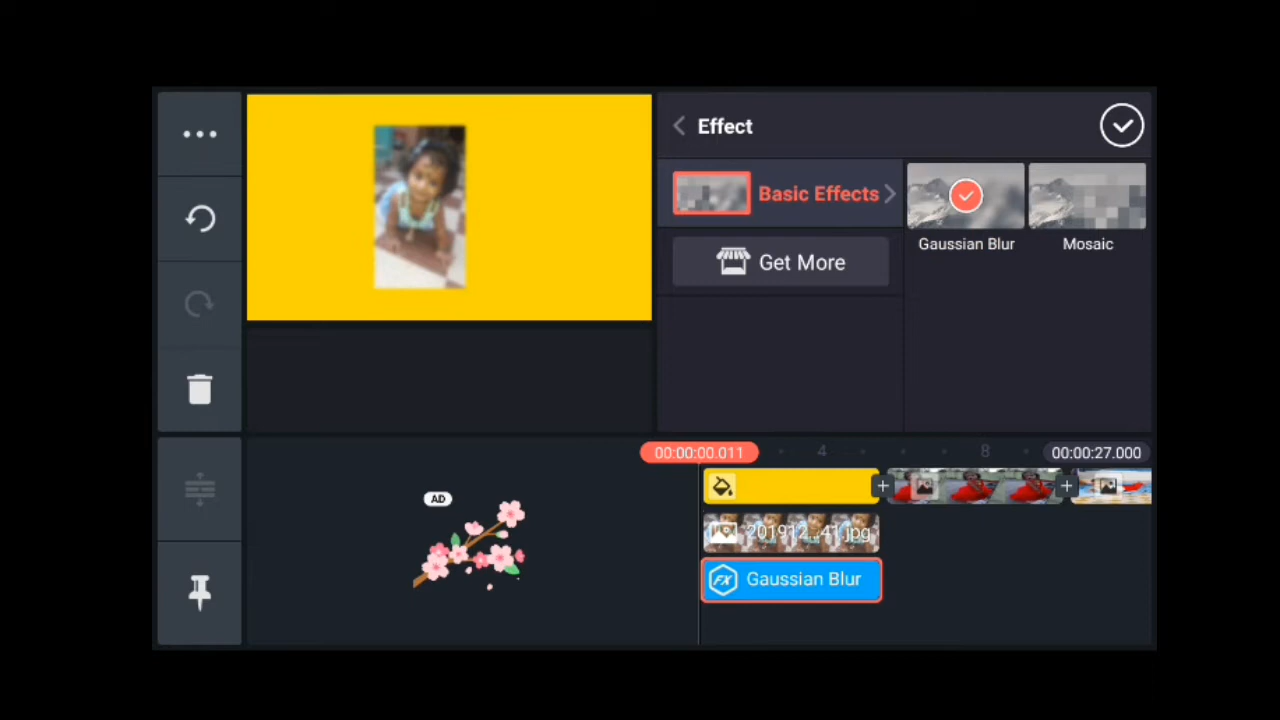 Effect
Basic Effects
Get More
Gaussian Blur
Mosaic
00:00:00.011
4
8
00:00:27.000
AD
201912...41.jpg
FX
Gaussian Blur